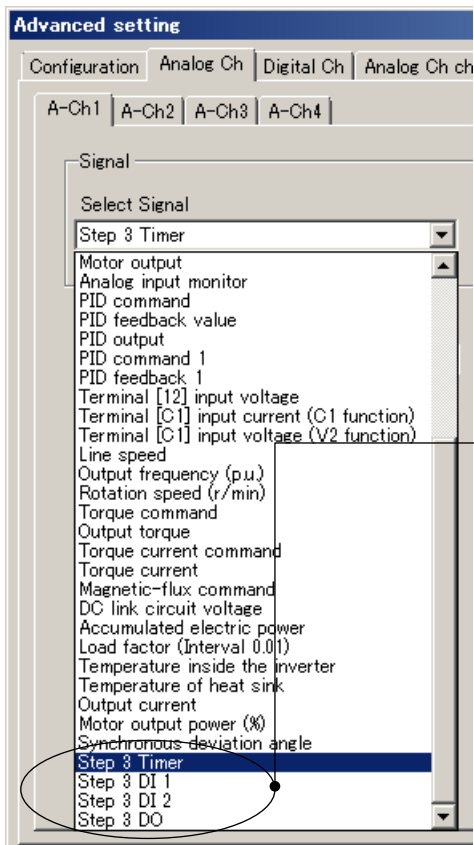 Advanced setting
Configuration Analog Ch Digital Ch Analog Ch ch
A-Ch1 A-Ch2 A-Ch3 A-Ch4
Signal
Select Signal
Step 3 Timer
Motor output
Analog input monitor
PID command
PID feedback value
PID output
PID command 1
PID feedback 1
Terminal [12] input voltage
Terminal [C1] input current (C1 function)
Terminal [C1] input voltage (V2 function)
Line speed
Output frequency (p.u.)
Rotation speed (r/min)
Torque command
Output torque
Torque current command
Torque current
Magnetic-flux command
DC link circuit voltage
Accumulated electric power
Load factor (Interval 0.01)
Temperature inside the inverter
Temperature of heat sink
Output current
Motor output power (%)
Synchronous deviation angle
Step 3 Timer
Step 3 DI 1
Step 3 DI 2
Step 3 DO